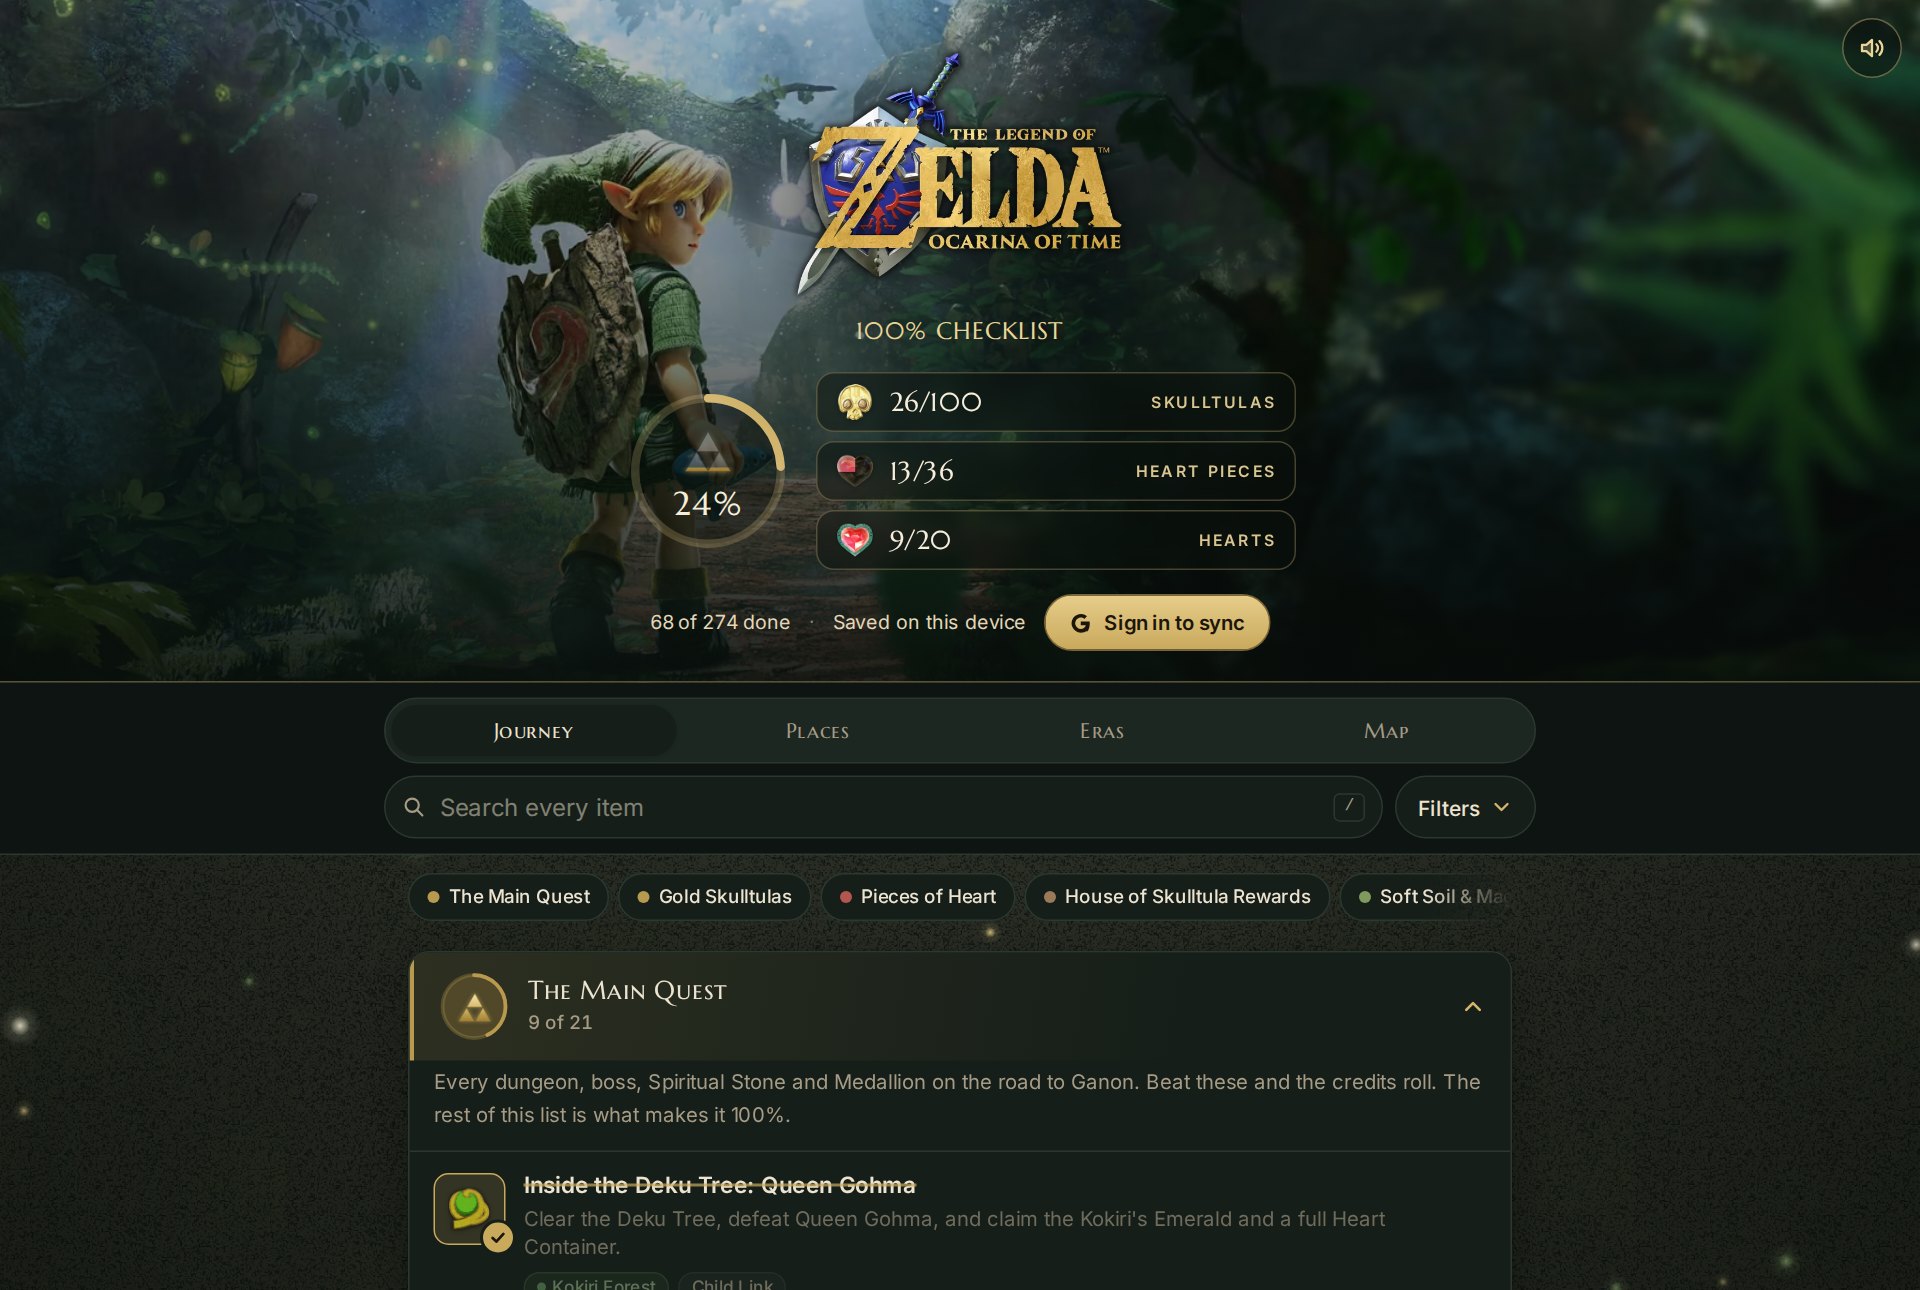 THE LEGEND OF
ZELDA™
OCARINA OF TIME
100% CHECKLIST
26/100 SKULLTULAS
13/36 HEART PIECES
24%
9/20 HEARTS
68 of 274 done · Saved on this device G Sign in to sync
Journey Places Eras Map
Search every item / Filters
The Main Quest Gold Skulltulas Pieces of Heart House of Skulltula Rewards Soft Soil & Ma
The Main Quest
9 of 21
Every dungeon, boss, Spiritual Stone and Medallion on the road to Ganon. Beat these and the credits roll. The
rest of this list is what makes it 100%.
Inside the Deku Tree: Queen Gohma
Clear the Deku Tree, defeat Queen Gohma, and claim the Kokiri's Emerald and a full Heart
Container.
Kokiri Forest Child Link